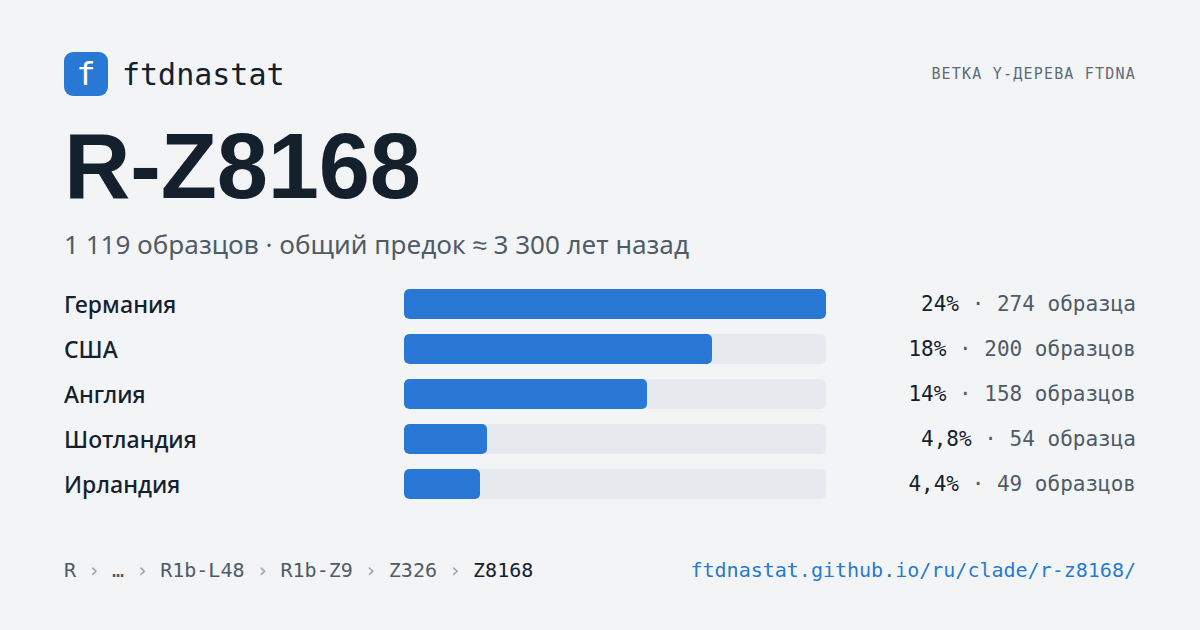 f ftdnastat
ВЕТКА Y-ДЕРЕВА FTDNA
R-Z8168
1 119 образцов · общий предок ≈ 3 300 лет назад
Германия 24% · 274 образца
США 18% · 200 образцов
Англия 14% · 158 образцов
Шотландия 4,8% · 54 образца
Ирландия 4,4% · 49 образцов
R › … › R1b-L48 › R1b-Z9 › Z326 › Z8168
ftdnastat.github.io/ru/clade/r-z8168/